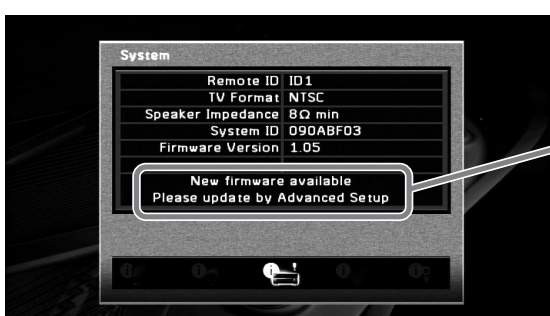 System
Remote ID ID1
TV Format NTSC
Speaker Impedance 8Ω min
System ID 090ABF03
Firmware Version 1.05
New firmware available
Please update by Advanced Setup